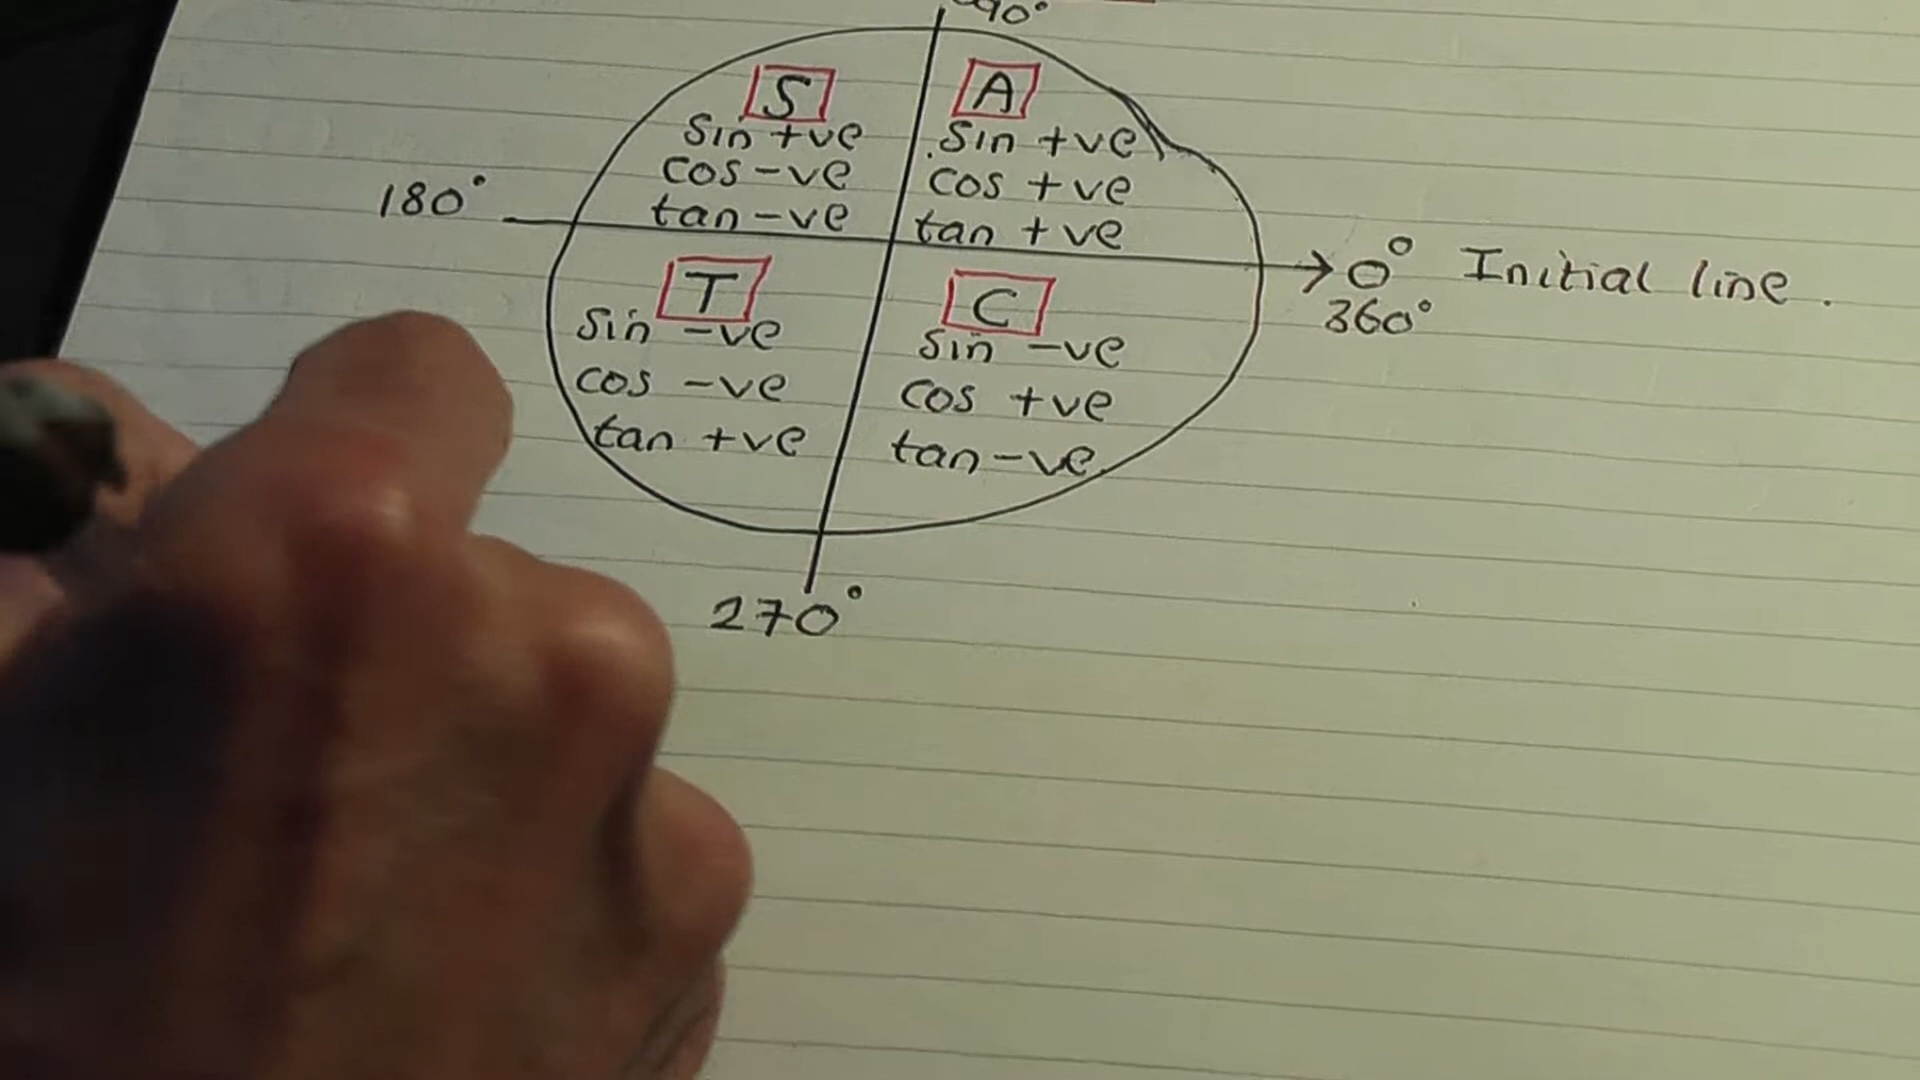 90°
S
sin +ve
cos -ve
tan -ve
A
sin +ve
cos +ve
tan +ve
180°
0° Initial line.
360°
T
sin -ve
cos -ve
tan +ve
C
sin -ve
cos +ve
tan -ve
270°